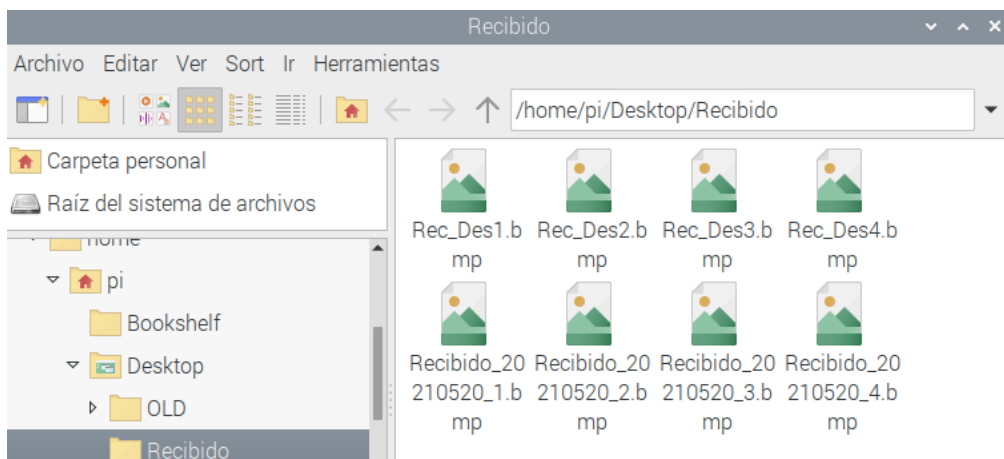 Recibido
Archivo Editar Ver Sort Ir Herramientas
/home/pi/Desktop/Recibido
Carpeta personal
Raíz del sistema de archivos
home
pi
Bookshelf
Desktop
OLD
Recibido
Rec_Des1.b Rec_Des2.b Rec_Des3.b Rec_Des4.b
mp mp mp mp
Recibido_20 Recibido_20 Recibido_20 Recibido_20
210520_1.b 210520_2.b 210520_3.b 210520_4.b
mp mp mp mp